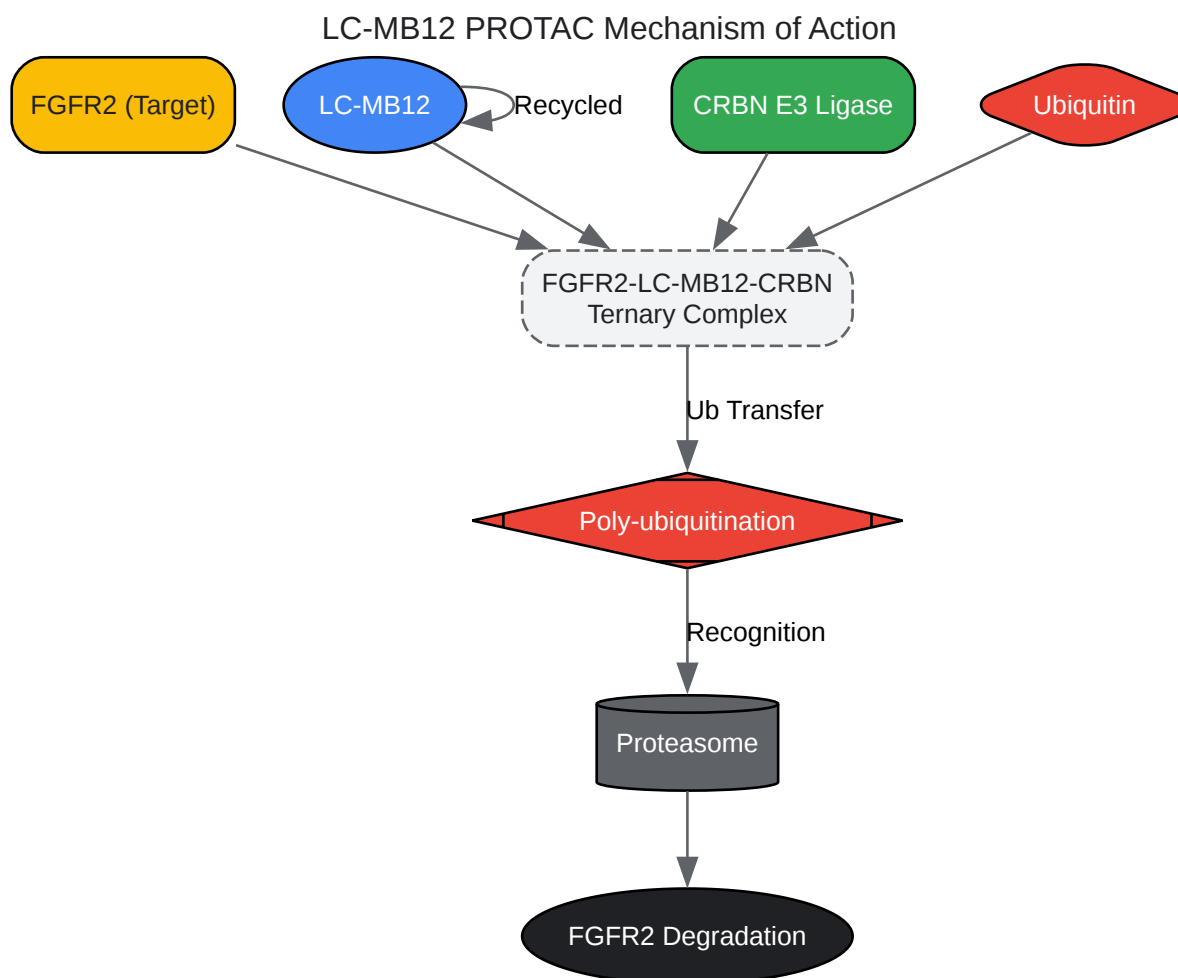 LC-MB12 PROTAC Mechanism of Action
FGFR2 (Target)
LC-MB12
Recycled
CRBN E3 Ligase
Ubiquitin
FGFR2-LC-MB12-CRBN
Ternary Complex
Ub Transfer
Poly-ubiquitination
Recognition
Proteasome
FGFR2 Degradation